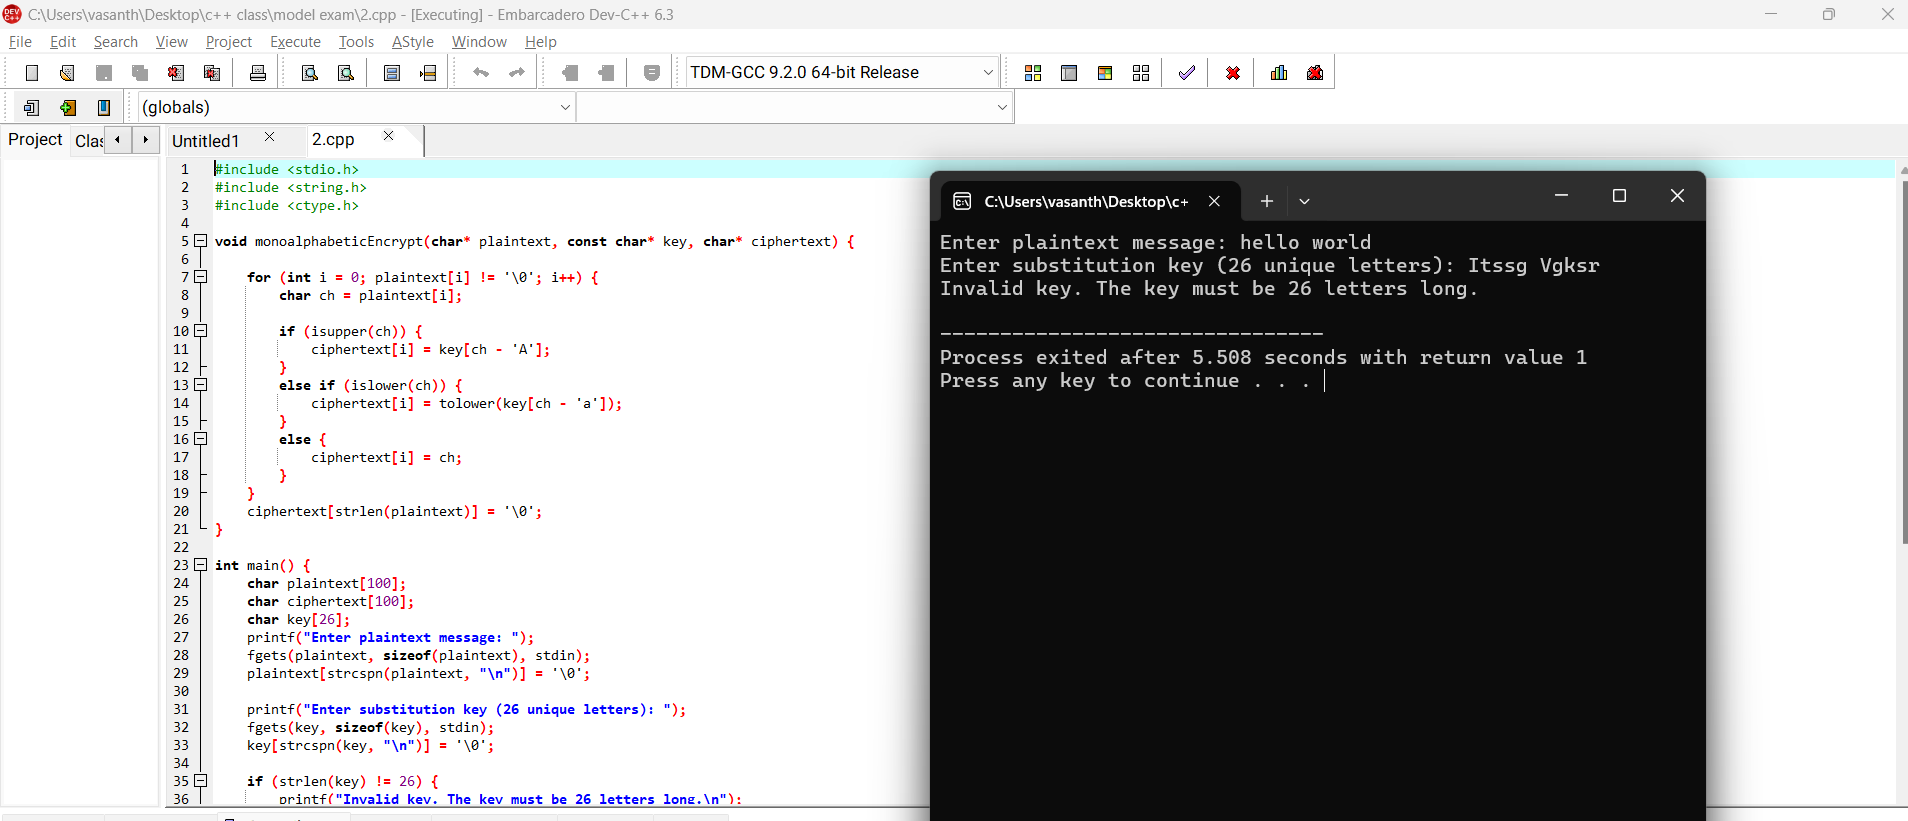 C:\Users\vasanth\Desktop\c++ class\model exam\2.cpp - [Executing] - Embarcadero Dev-C++ 6.3
File Edit Search View Project Execute Tools AStyle Window Help
TDM-GCC 9.2.0 64-bit Release
(globals)
Project Clas Untitled1 2.cpp
1 #include <stdio.h>
2 #include <string.h>
3 #include <ctype.h>
4
5 void monoalphabeticEncrypt(char* plaintext, const char* key, char* ciphertext) {
6
7 for (int i = 0; plaintext[i] != '\0'; i++) {
8 char ch = plaintext[i];
9
10 if (isupper(ch)) {
11 ciphertext[i] = key[ch - 'A'];
12 }
13 else if (islower(ch)) {
14 ciphertext[i] = tolower(key[ch - 'a']);
15 }
16 else {
17 ciphertext[i] = ch;
18 }
19 }
20 ciphertext[strlen(plaintext)] = '\0';
21 }
22
23 int main() {
24 char plaintext[100];
25 char ciphertext[100];
26 char key[26];
27 printf("Enter plaintext message: ");
28 fgets(plaintext, sizeof(plaintext), stdin);
29 plaintext[strcspn(plaintext, "\n")] = '\0';
30
31 printf("Enter substitution key (26 unique letters): ");
32 fgets(key, sizeof(key), stdin);
33 key[strcspn(key, "\n")] = '\0';
34
35 if (strlen(key) != 26) {
36 printf("Invalid key. The key must be 26 letters long.\n");
C:\Users\vasanth\Desktop\c+
Enter plaintext message: hello world
Enter substitution key (26 unique letters): Itssg Vgksr
Invalid key. The key must be 26 letters long.
--------------------------------
Process exited after 5.508 seconds with return value 1
Press any key to continue . . .